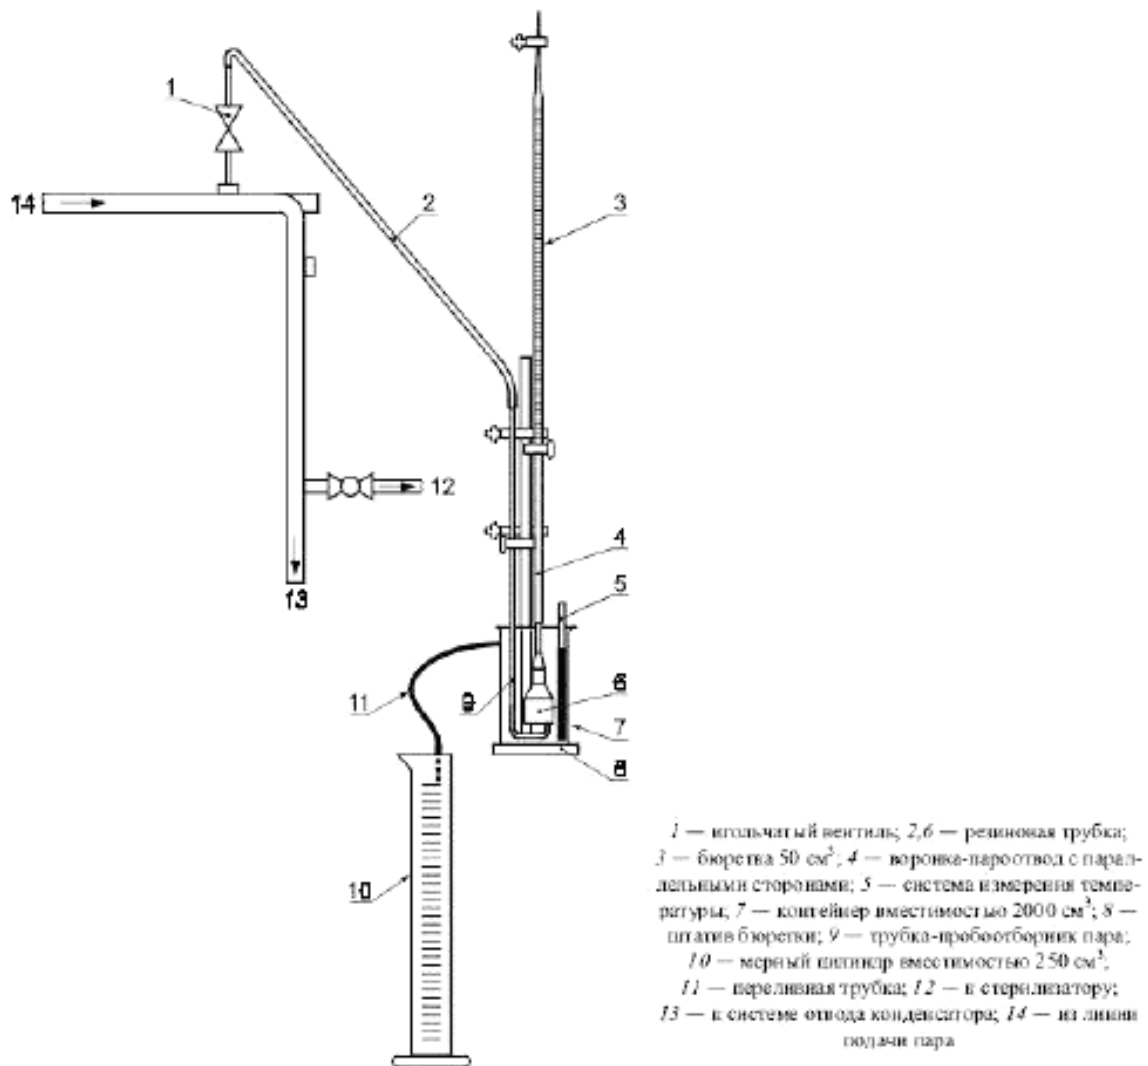 1
14
2
3
12
4
13
5
11
9
6
7
8
10
1 — игольчатый вентиль; 2,6 — резиновая трубка;
3 — бюретка 50 см³; 4 — воронка-пароотвод с парал-
лельными сторонами; 5 — система измерения темпе-
ратуры; 7 — контейнер вместимостью 2000 см³; 8 —
штатив бюретки; 9 — трубка-пробоотборник пара;
10 — мерный цилиндр вместимостью 250 см³;
11 — переливная трубка; 12 — к стерилизатору;
13 — к системе отвода конденсатора; 14 — из линии
подачи пара